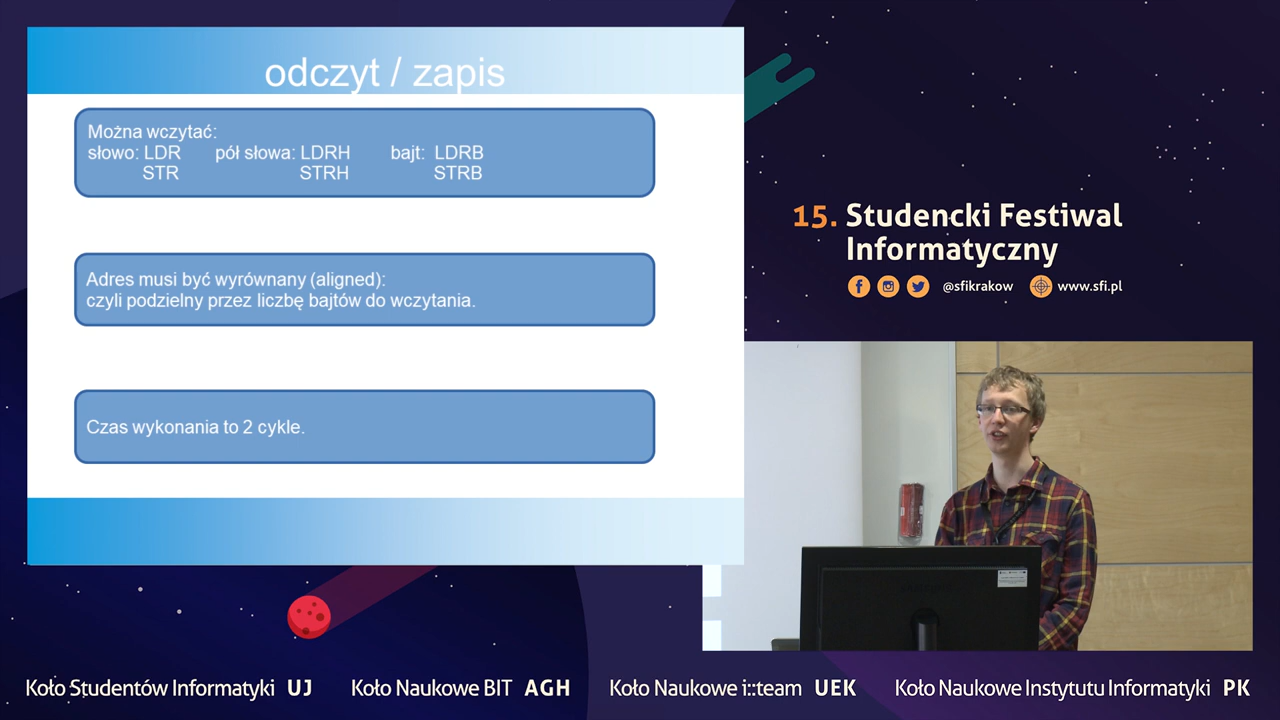 odczyt / zapis
Można wczytać:
słowo: LDR pół słowa: LDRH bajt: LDRB
STR STRH STRB
Adres musi być wyrównany (aligned):
czyli podzielny przez liczbę bajtów do wczytania.
Czas wykonania to 2 cykle.
15. Studencki Festiwal
Informatyczny
@sfikrakow www.sfi.pl
Koło Studentów Informatyki UJ Koło Naukowe BIT AGH Koło Naukowe i::team UEK Koło Naukowe Instytutu Informatyki PK